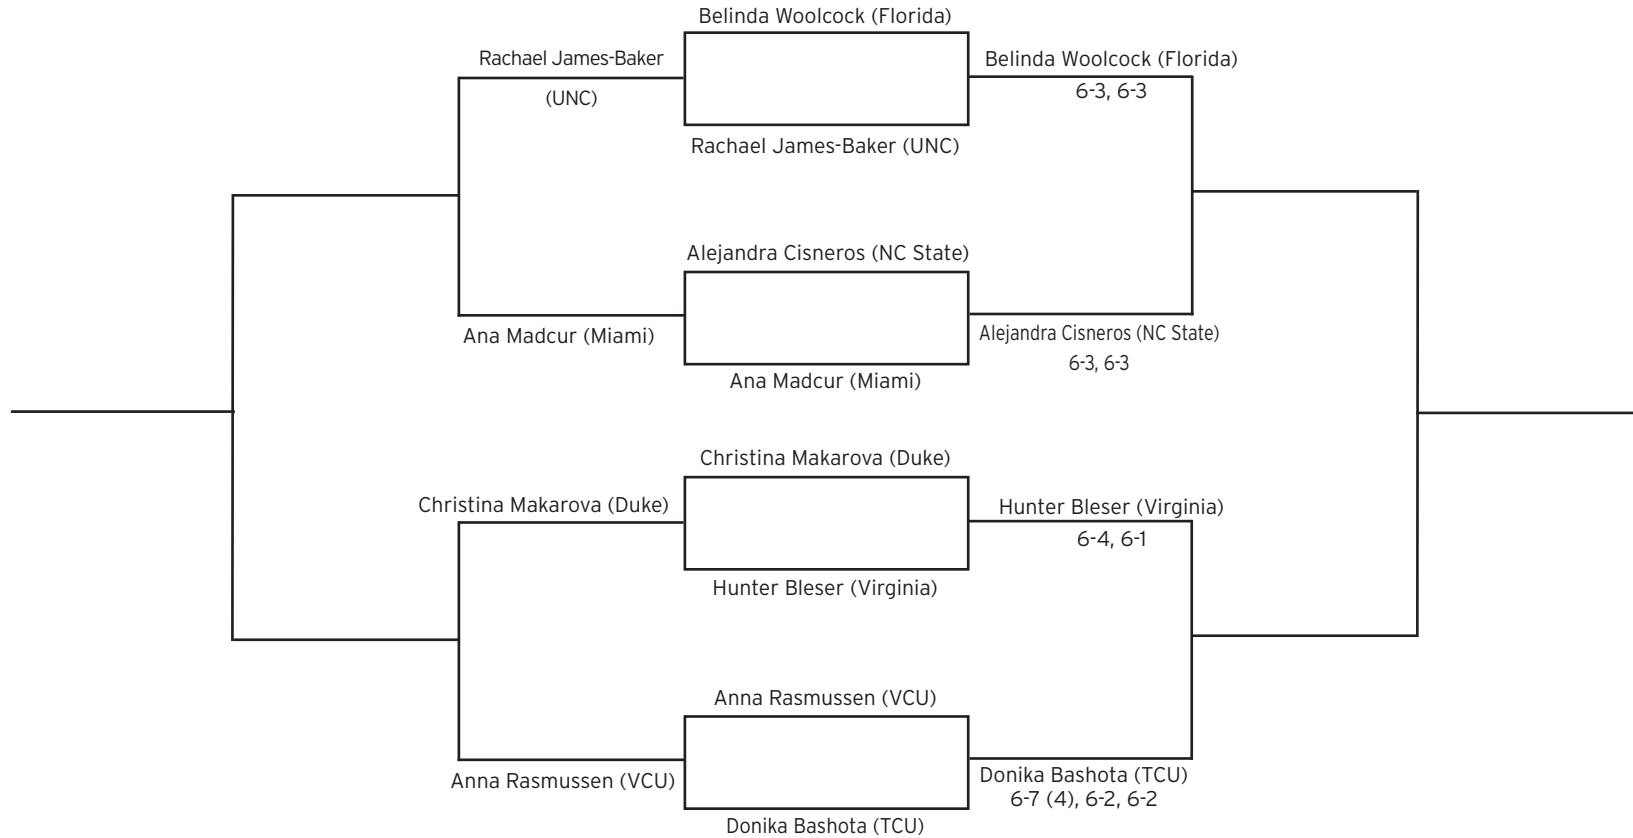 Belinda Woolcock (Florida)
Rachael James-Baker
(UNC)
Belinda Woolcock (Florida)
6-3, 6-3
Rachael James-Baker (UNC)
Alejandra Cisneros (NC State)
Ana Madcur (Miami)
Alejandra Cisneros (NC State)
6-3, 6-3
Ana Madcur (Miami)
Christina Makarova (Duke)
Christina Makarova (Duke)
Hunter Bleser (Virginia)
6-4, 6-1
Hunter Bleser (Virginia)
Anna Rasmussen (VCU)
Anna Rasmussen (VCU)
Donika Bashota (TCU)
6-7 (4), 6-2, 6-2
Donika Bashota (TCU)